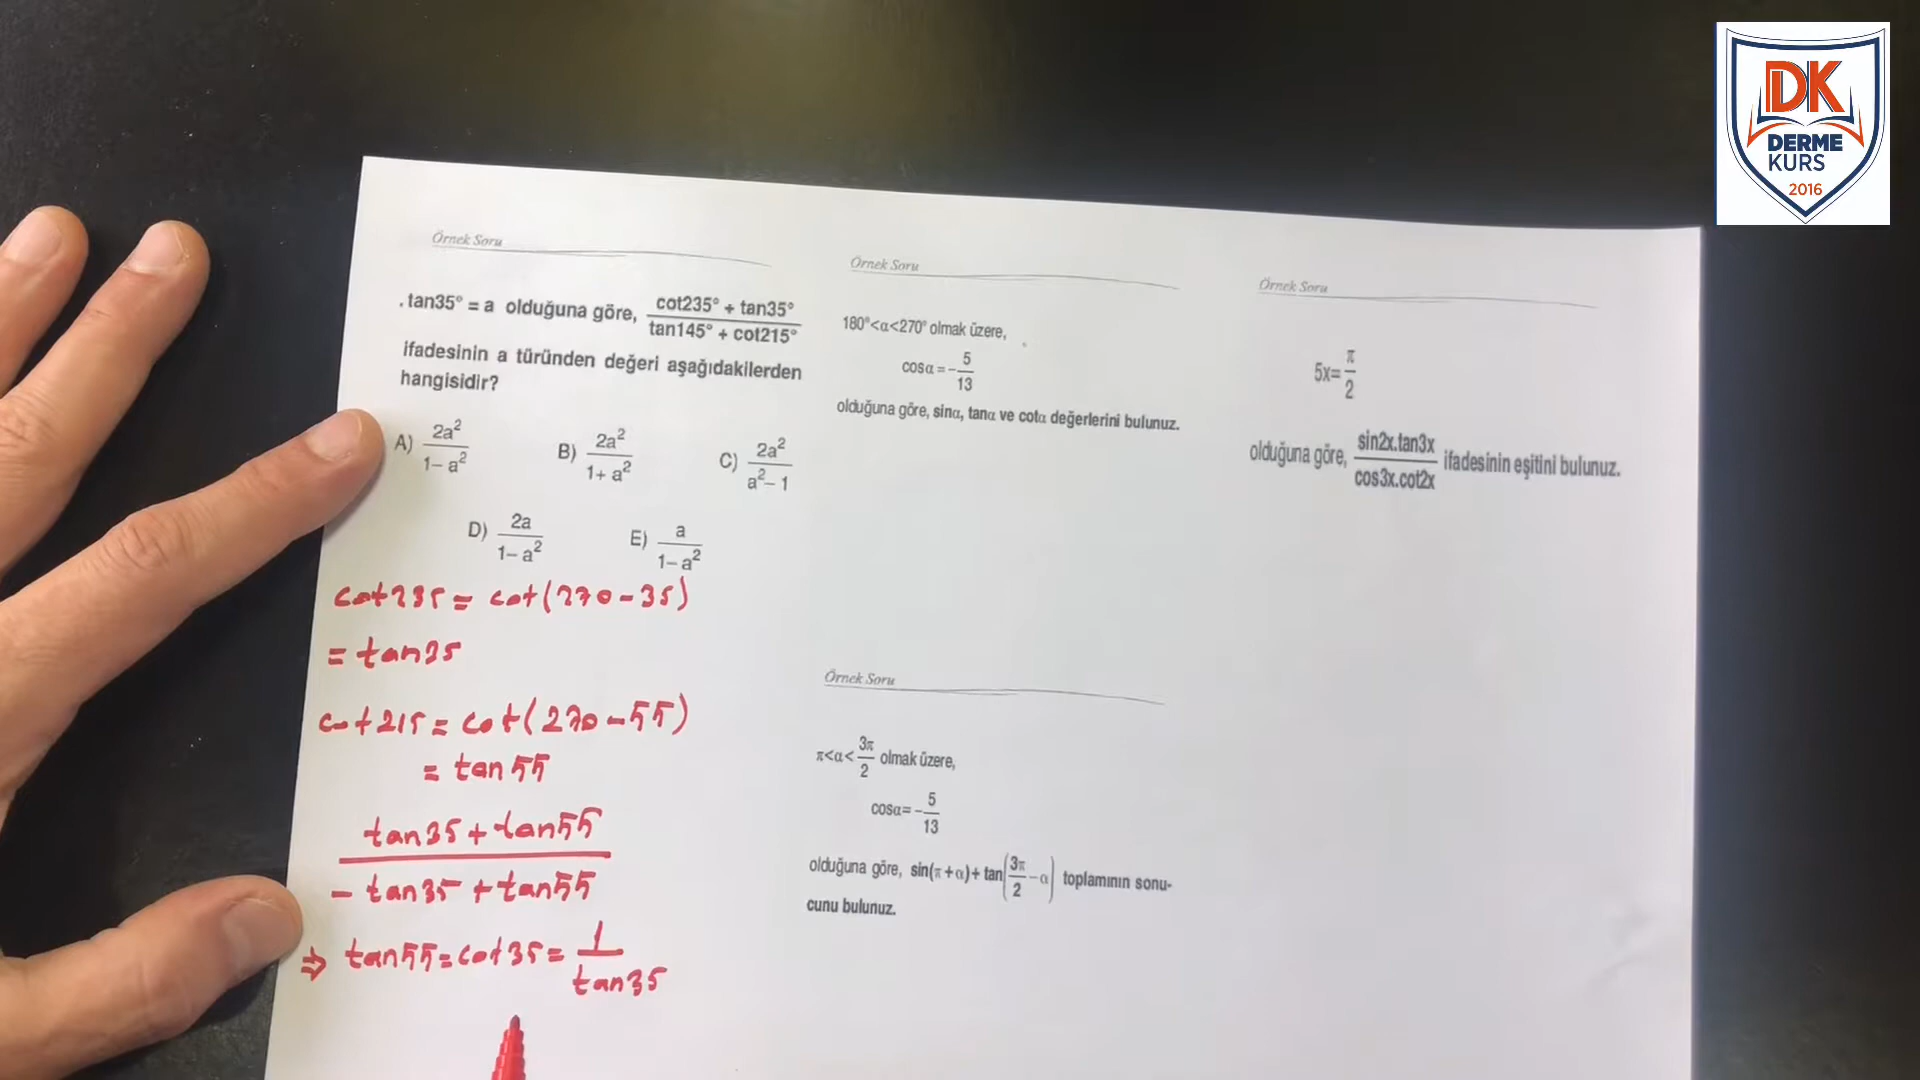 Örnek Soru
. tan35° = a olduğuna göre, cot235° + tan35° / tan145° + cot215°
ifadesinin a türünden değeri aşağıdakilerden
hangisidir?
A) 2a² / 1– a²
B) 2a² / 1+ a²
C) 2a² / a²– 1
D) 2a / 1– a²
E) a / 1– a²
cot235 = cot(270-35)
= tan35
cot215 = cot(270-55)
= tan55
tan35 + tan55
- tan35 + tan55
⇒ tan55 = cot35 = 1 / tan35
Örnek Soru
180°<α<270° olmak üzere,
cosα = – 5 / 13
olduğuna göre, sinα, tanα ve cotα değerlerini bulunuz.
Örnek Soru
π<α< 3π / 2 olmak üzere,
cosα= – 5 / 13
olduğuna göre, sin(π+α)+tan(3π / 2 –α) toplamının sonu-
cunu bulunuz.
Örnek Soru
5x= π / 2
olduğuna göre, sin2x.tan3x / cos3x.cot2x ifadesinin eşitini bulunuz.
DK
DERME
KURS
2016